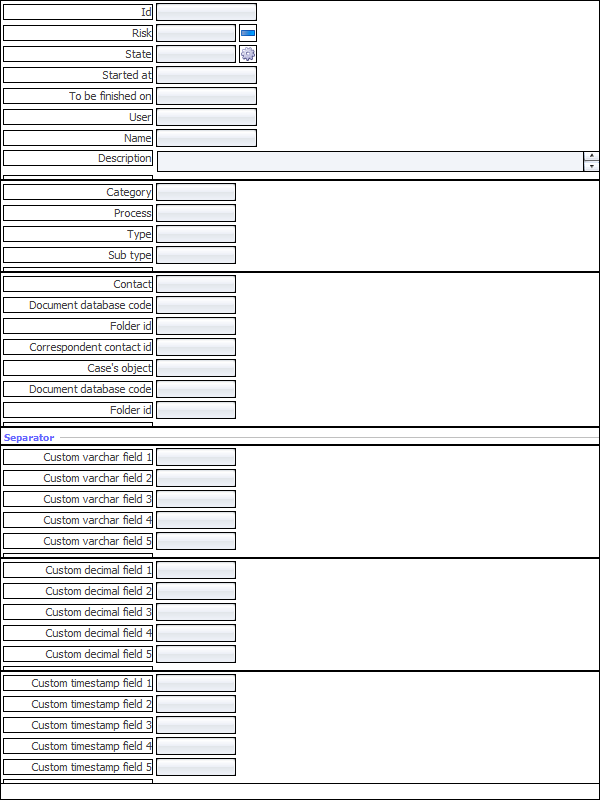 Id
Risk
State
Started at
To be finished on
User
Name
Description
Category
Process
Type
Sub type
Contact
Document database code
Folder id
Correspondent contact id
Case's object
Document database code
Folder id
Separator
Custom varchar field 1
Custom varchar field 2
Custom varchar field 3
Custom varchar field 4
Custom varchar field 5
Custom decimal field 1
Custom decimal field 2
Custom decimal field 3
Custom decimal field 4
Custom decimal field 5
Custom timestamp field 1
Custom timestamp field 2
Custom timestamp field 3
Custom timestamp field 4
Custom timestamp field 5